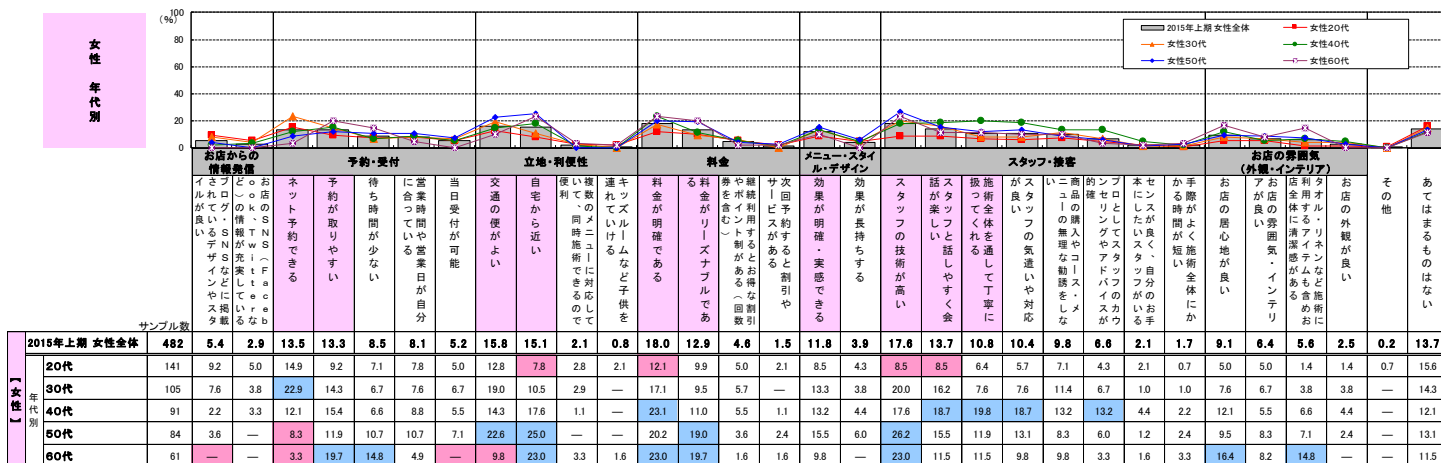 (%)
100
80
60
40
20
0
女性 年代別
2015年上期 女性全体
女性20代
女性30代
女性40代
女性50代
女性60代
お店からの情報発信
予約・受付
立地・利便性
料金
メニュー・スタイル・デザイン
スタッフ・接客
お店の雰囲気(外観・インテリア)
ブログ・SNSなどに掲載されているデザインやスタイルが良い
お店のSNS(Facebook、Twitterなどの情報が充実している
ネット予約できる
予約が取りやすい
待ち時間が少ない
営業時間や営業日が自分に合っている
当日受付が可能
交通の便がよい
自宅から近い
複数のメニューに対応していて、同時施術できるので便利
キッズルームなど子供を連れていける
料金が明確である
料金がリーズナブルである
継続利用するとお得な割引やポイント制がある(回数券を含む)
次回予約すると割引やサービスがある
効果が明確・実感できる
効果が長持ちする
スタッフの技術が高い
スタッフと話しやすく会話が楽しい
施術全体を通して丁寧に扱ってくれる
スタッフの気遣いや対応が良い
商品の購入やコース・メニューの無理な勧誘をしない
プロとしてスタッフのカウンセリングやアドバイスが的確
センスが良く、自分のお手本にしたいスタッフがいる
手際がよく施術全体にかかる時間が短い
お店の居心地が良い
お店の雰囲気・インテリアが良い
タオル・リネンなど施術に利用するアイテムも含めお店全体に清潔感がある
お店の外観が良い
その他
あてはまるものはない
サンプル数
【女性】
年代別
2015年上期 女性全体 482 5.4 2.9 13.5 13.3 8.5 8.1 5.2 15.8 15.1 2.1 0.8 18.0 12.9 4.6 1.5 11.8 3.9 17.6 13.7 10.8 10.4 9.8 6.6 2.1 1.7 9.1 6.4 5.6 2.5 0.2 13.7
20代 141 9.2 5.0 14.9 9.2 7.1 7.8 5.0 12.8 7.8 2.8 2.1 12.1 9.9 5.0 2.1 8.5 4.3 8.5 8.5 6.4 5.7 7.1 4.3 2.1 0.7 5.0 5.0 1.4 1.4 0.7 15.6
30代 105 7.6 3.8 22.9 14.3 6.7 7.6 6.7 19.0 10.5 2.9 — 17.1 9.5 5.7 — 13.3 3.8 20.0 16.2 7.6 7.6 11.4 6.7 1.0 1.0 7.6 6.7 3.8 3.8 — 14.3
40代 91 2.2 3.3 12.1 15.4 6.6 8.8 5.5 14.3 17.6 1.1 — 23.1 11.0 5.5 1.1 13.2 4.4 17.6 18.7 19.8 18.7 13.2 13.2 4.4 2.2 12.1 5.5 6.6 4.4 — 12.1
50代 84 3.6 — 8.3 11.9 10.7 10.7 7.1 22.6 25.0 — — 20.2 19.0 3.6 2.4 15.5 6.0 26.2 15.5 11.9 13.1 8.3 6.0 1.2 2.4 9.5 8.3 7.1 2.4 — 13.1
60代 61 — — 3.3 19.7 14.8 4.9 — 9.8 23.0 3.3 1.6 23.0 19.7 1.6 1.6 9.8 — 23.0 11.5 11.5 9.8 9.8 3.3 1.6 3.3 16.4 8.2 14.8 — — 11.5